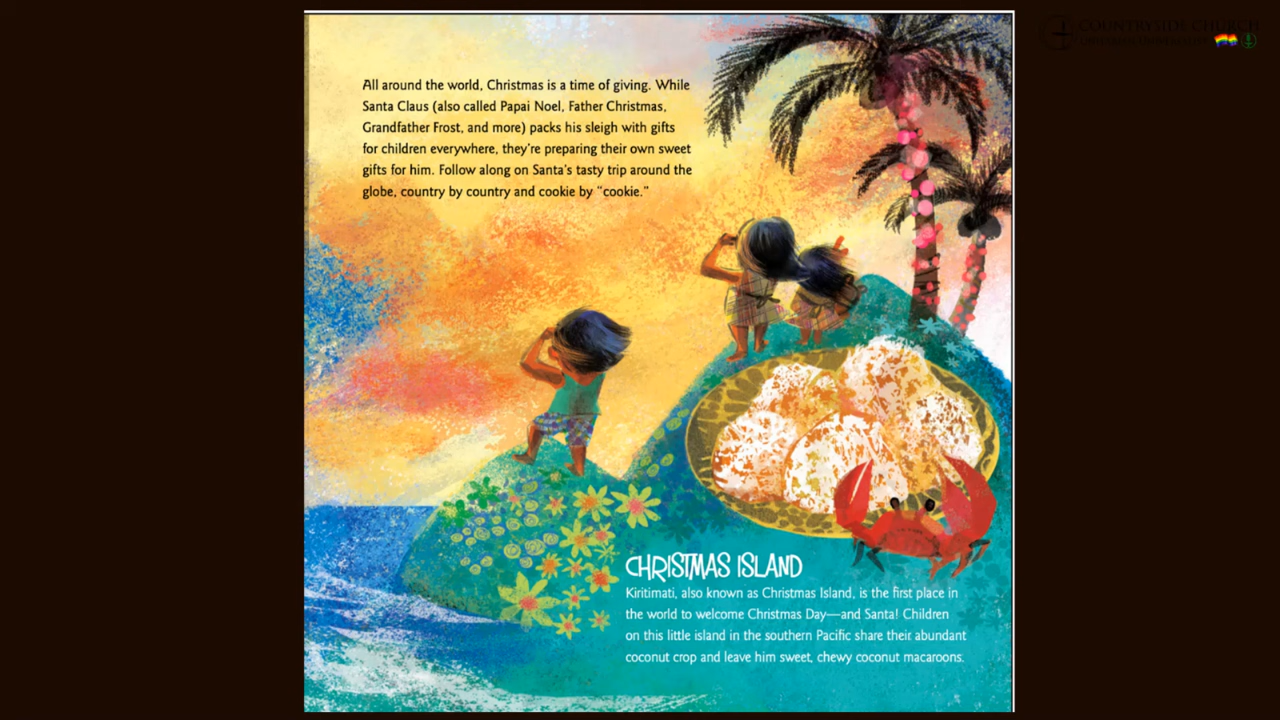 COUNTRYSIDE CHURCH
All around the world, Christmas is a time of giving. While
Santa Claus (also called Papai Noel, Father Christmas,
Grandfather Frost, and more) packs his sleigh with gifts
for children everywhere, they're preparing their own sweet
gifts for him. Follow along on Santa's tasty trip around the
globe, country by country and cookie by "cookie."
CHRISTMAS ISLAND
Kiritimati, also known as Christmas Island, is the first place in
the world to welcome Christmas Day—and Santa! Children
on this little island in the southern Pacific share their abundant
coconut crop and leave him sweet, chewy coconut macaroons.